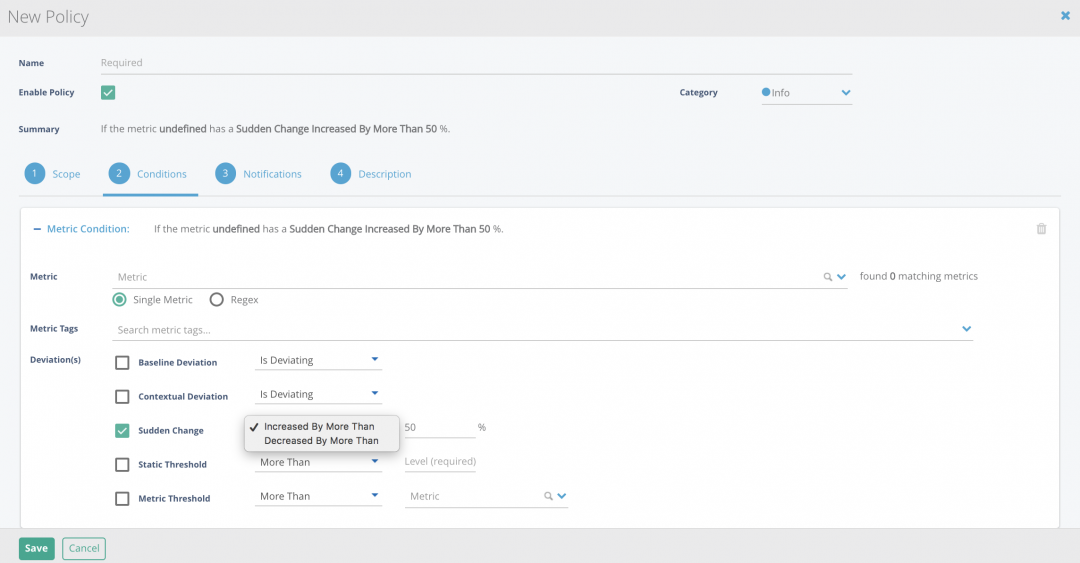 New Policy
Name Required
Enable Policy Category Info
Summary If the metric undefined has a Sudden Change Increased By More Than 50 %.
1 Scope 2 Conditions 3 Notifications 4 Description
Metric Condition: If the metric undefined has a Sudden Change Increased By More Than 50 %.
Metric Metric found 0 matching metrics
Single Metric Regex
Metric Tags Search metric tags...
Deviation(s) Baseline Deviation Is Deviating
Contextual Deviation Is Deviating
Increased By More Than
Sudden Change 50 %
Decreased By More Than
Static Threshold More Than Level (required)
Metric Threshold More Than Metric
Save Cancel